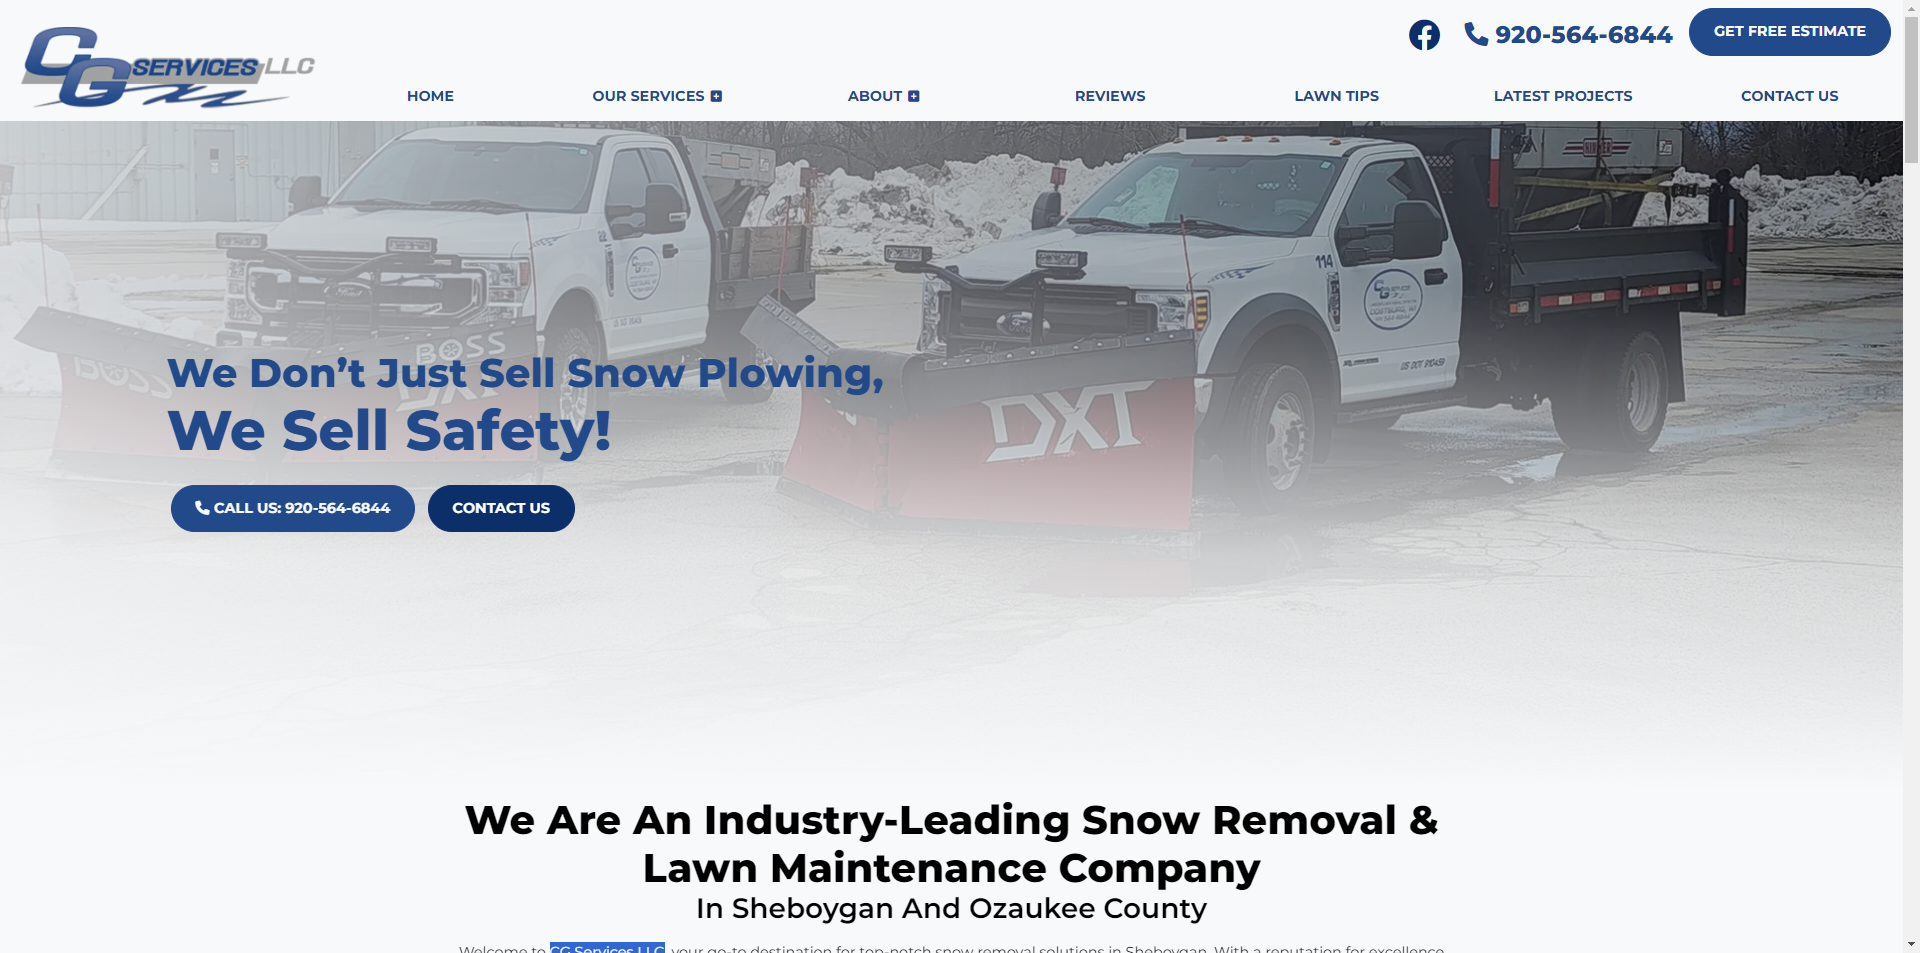 CG SERVICES LLC
920-564-6844
GET FREE ESTIMATE
HOME
OUR SERVICES
ABOUT
REVIEWS
LAWN TIPS
LATEST PROJECTS
CONTACT US
114
BOSS
BOSS
DXT
DXT
We Don’t Just Sell Snow Plowing,
We Sell Safety!
CALL US: 920-564-6844
CONTACT US
We Are An Industry-Leading Snow Removal &
Lawn Maintenance Company
In Sheboygan And Ozaukee County
Welcome to CG Services LLC, your go-to destination for top-notch snow removal solutions in Sheboygan. With a reputation for excellence